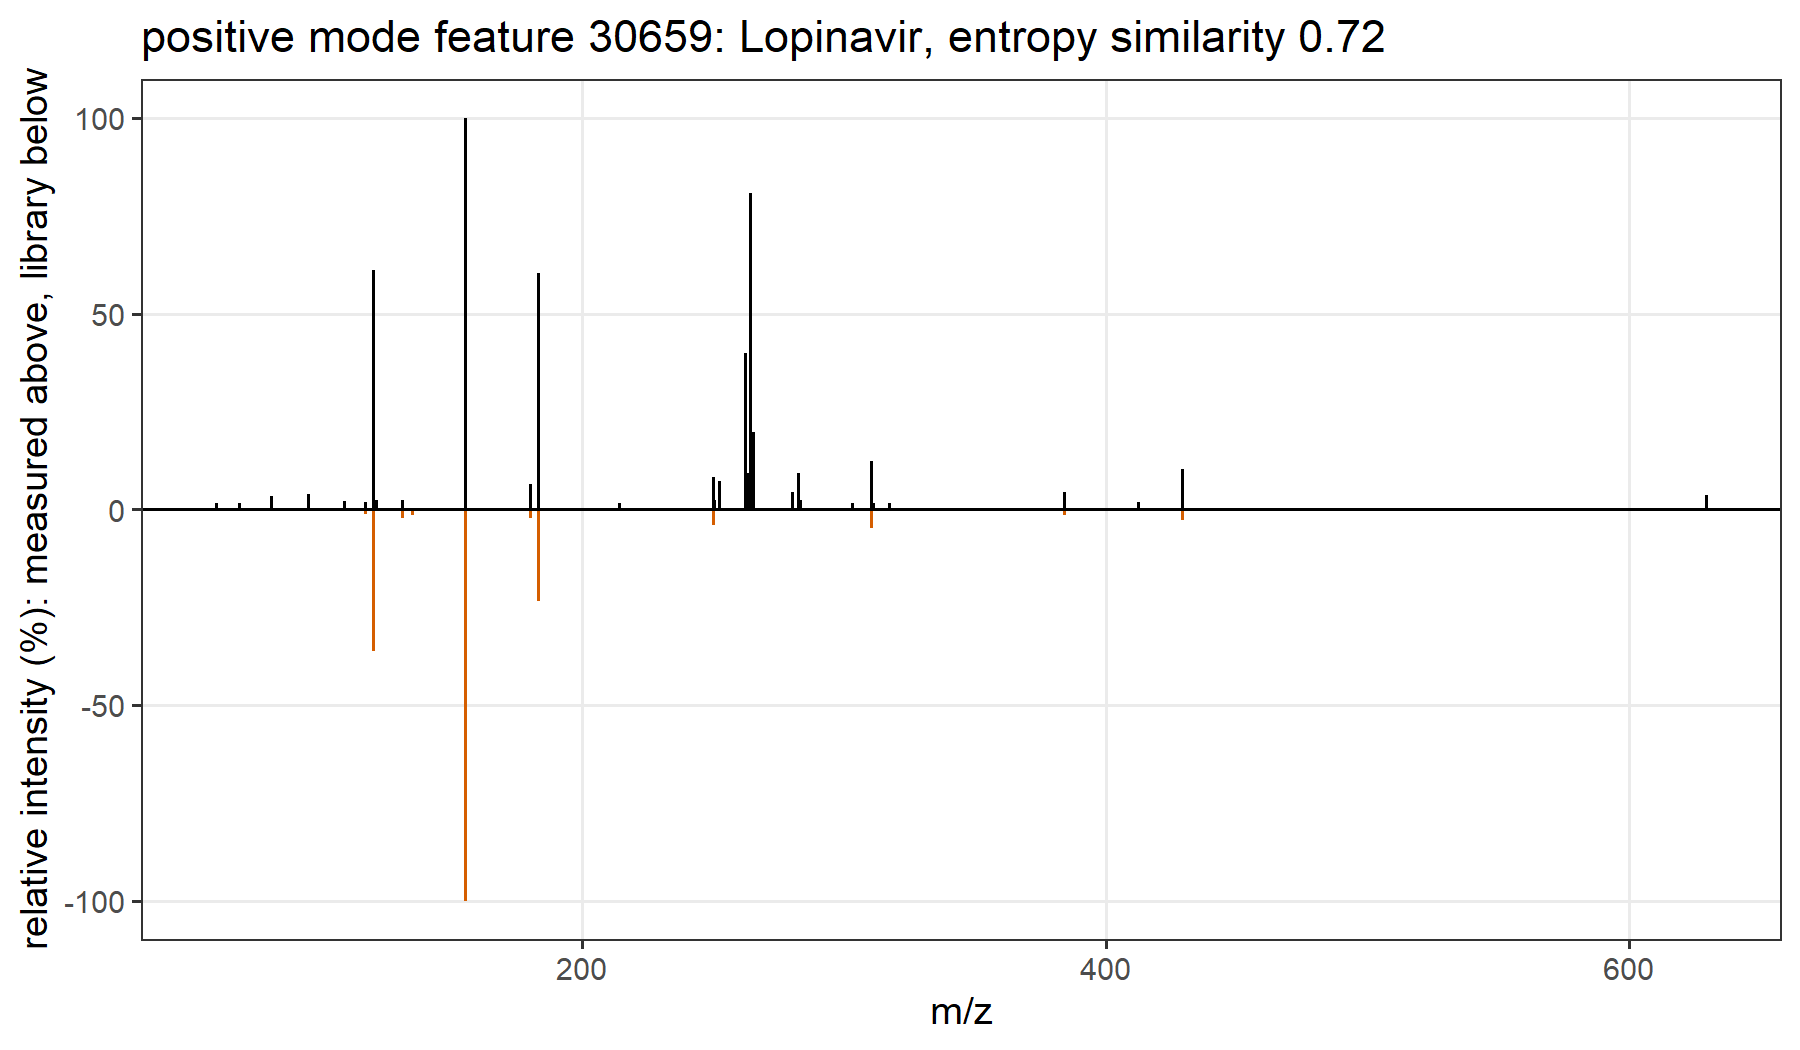 positive mode feature 30659: Lopinavir, entropy similarity 0.72
relative intensity (%): measured above, library below
100
50
0
-50
-100
200
400
600
m/z